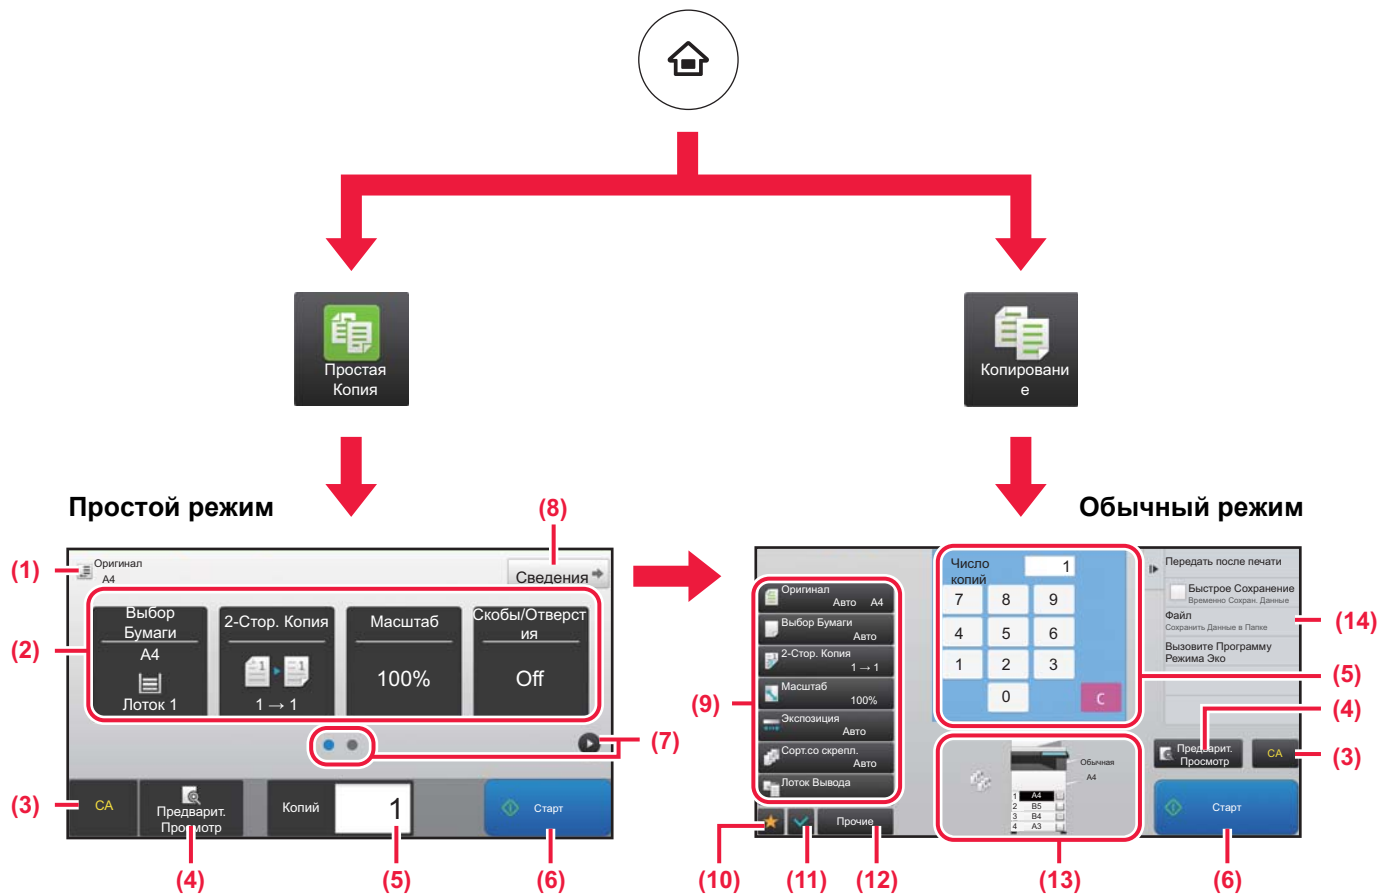 Простая
Копия
Копировани
е
Простой режим
Обычный режим
(8)
(1)
Оригинал
A4
Сведения
(2)
Выбор
Бумаги
A4
Лоток 1
2-Стор. Копия
1
1
1 → 1
Масштаб
100%
Скобы/Отверст
ия
Off
(7)
(3)
CA
Предварит.
Просмотр
Копий
1
Старт
(4)
(5)
(6)
Число
копий
1
7
8
9
4
5
6
1
2
3
0
C
(5)
(9)
Оригинал
Авто A4
Выбор Бумаги
Авто
2-Стор. Копия
1 → 1
Масштаб
100%
Экспозиция
Авто
Сорт.со скрепл.
Авто
Лоток Вывода
Прочие
(10)
(11)
(12)
Обычная
A4
1 A4
2 B5
3 B4
4 A3
(13)
Передать после печати
Быстрое Сохранение
Временно Сохран. Данные
Файл
Сохранить Данные в Папке
Вызовите Программу
Режима Эко
(14)
(4)
Предварит.
Просмотр
CA
(3)
Старт
(6)